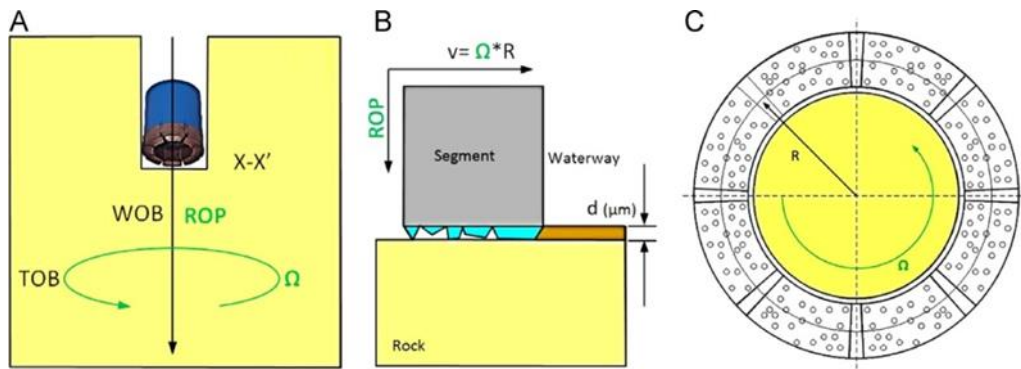 A
X-X'
WOB
ROP
TOB
Ω
B
v= Ω*R
ROP
Segment
Waterway
d (μm)
Rock
C
R
Ω